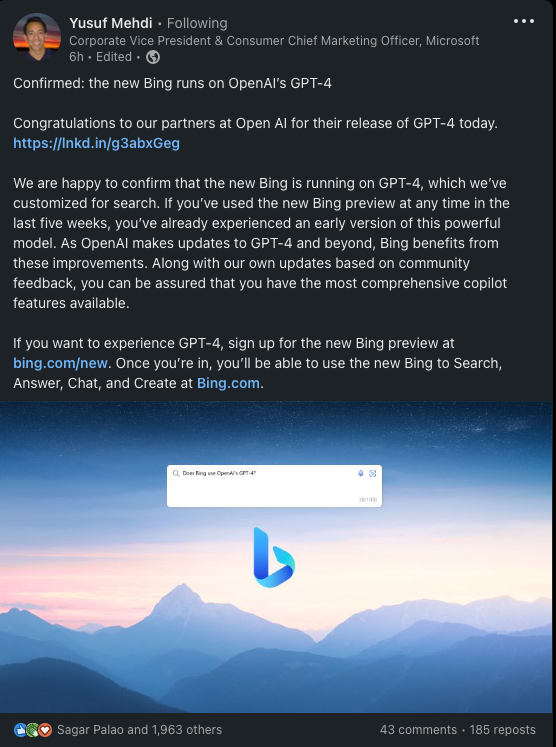 Yusuf Mehdi • Following
Corporate Vice President & Consumer Chief Marketing Officer, Microsoft
6h • Edited •
Confirmed: the new Bing runs on OpenAI’s GPT-4
Congratulations to our partners at Open AI for their release of GPT-4 today.
https://lnkd.in/g3abxGeg
We are happy to confirm that the new Bing is running on GPT-4, which we’ve
customized for search. If you’ve used the new Bing preview at any time in the
last five weeks, you’ve already experienced an early version of this powerful
model. As OpenAI makes updates to GPT-4 and beyond, Bing benefits from
these improvements. Along with our own updates based on community
feedback, you can be assured that you have the most comprehensive copilot
features available.
If you want to experience GPT-4, sign up for the new Bing preview at
bing.com/new. Once you’re in, you’ll be able to use the new Bing to Search,
Answer, Chat, and Create at Bing.com.
Does Bing use OpenAI's GPT-4?
Sagar Palao and 1,963 others
43 comments • 185 reposts